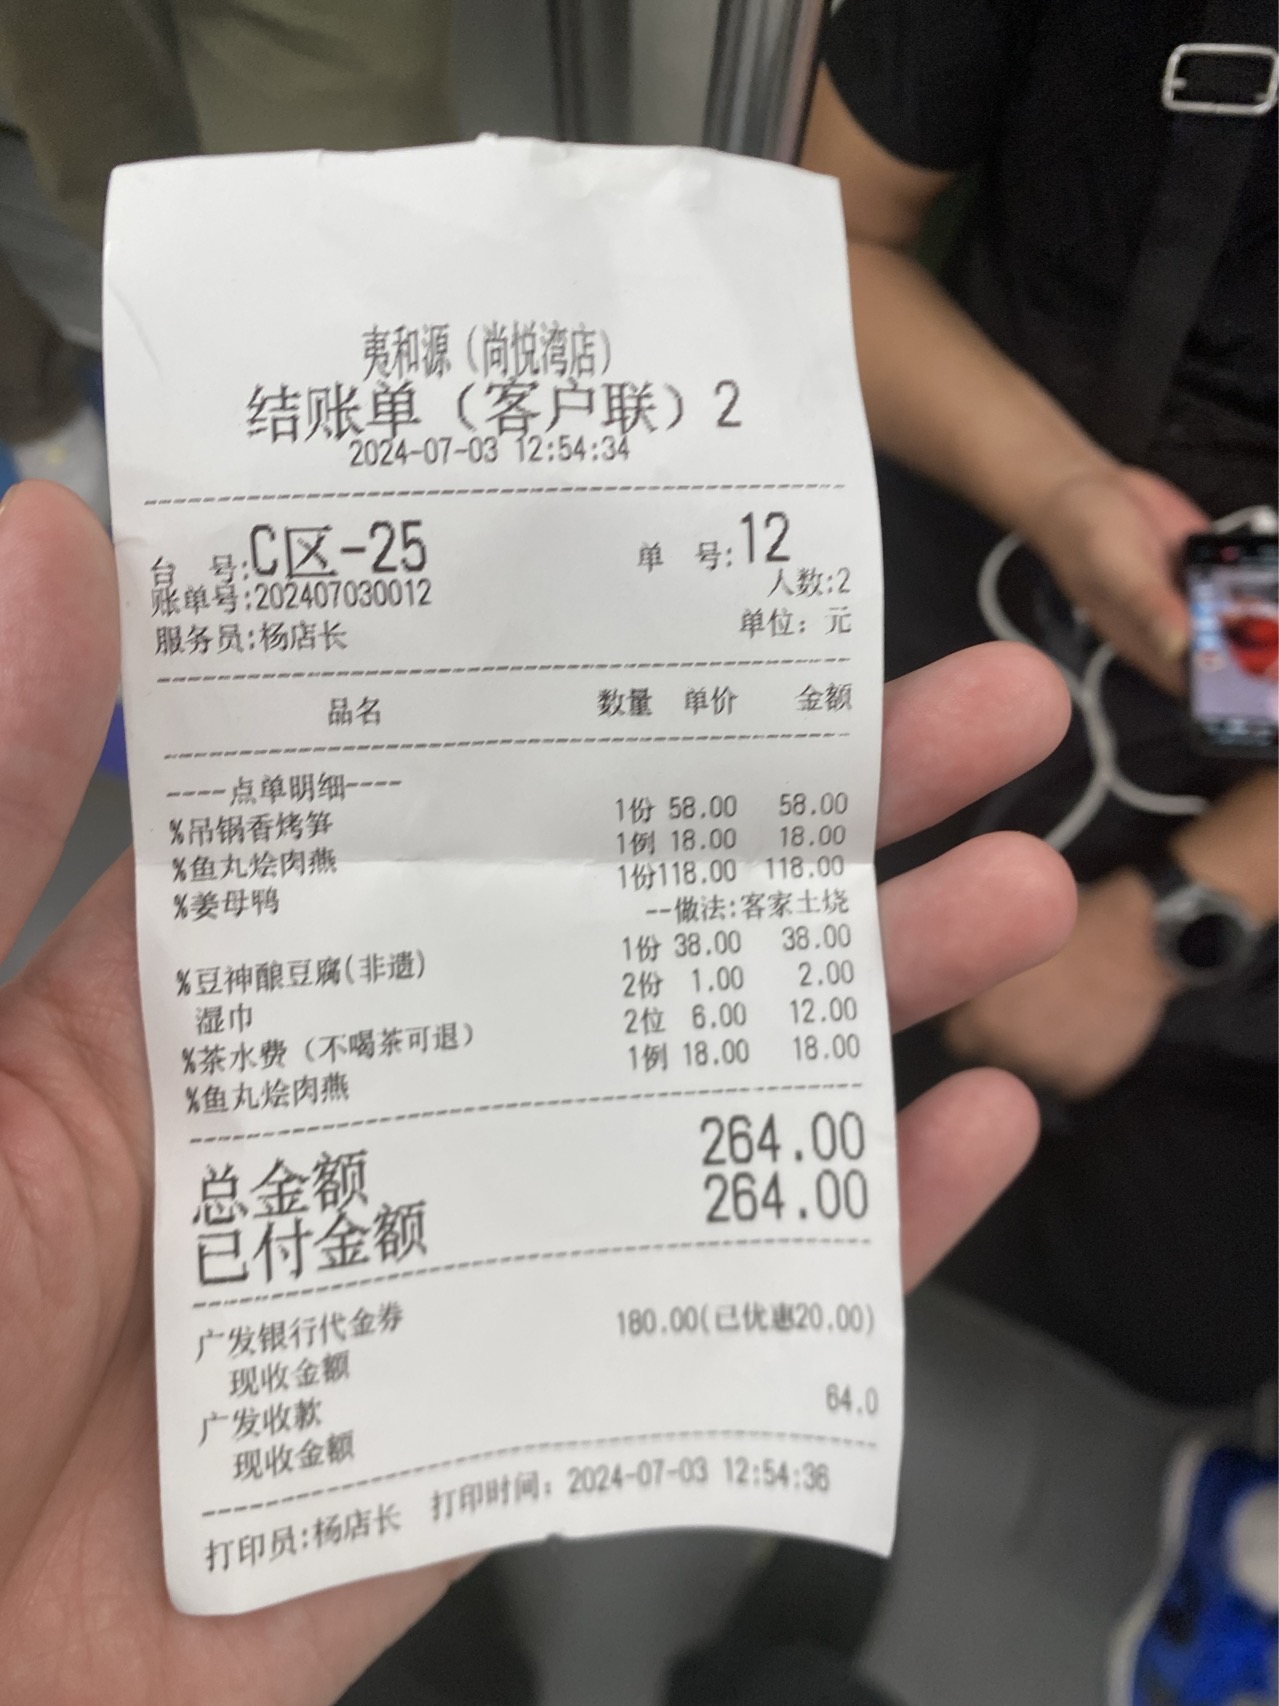 夷和源（尚悦湾店）
结账单（客户联）2
2024-07-03 12:54:34
台 号:C区-25 单 号:12
账单号:202407030012 人数:2
服务员:杨店长 单位：元
品名 数量 单价 金额
----点单明细----
%吊锅香烤笋 1份 58.00 58.00
%鱼丸烩肉燕 1例 18.00 18.00
%姜母鸭 1份118.00 118.00
--做法:客家土烧
%豆神酿豆腐(非遗) 1份 38.00 38.00
湿巾 2份 1.00 2.00
%茶水费（不喝茶可退） 2位 6.00 12.00
%鱼丸烩肉燕 1例 18.00 18.00
总金额 264.00
已付金额 264.00
广发银行代金券
现收金额 180.00(已优惠20.00)
广发收款
现收金额 64.0
打印员:杨店长 打印时间：2024-07-03 12:54:36